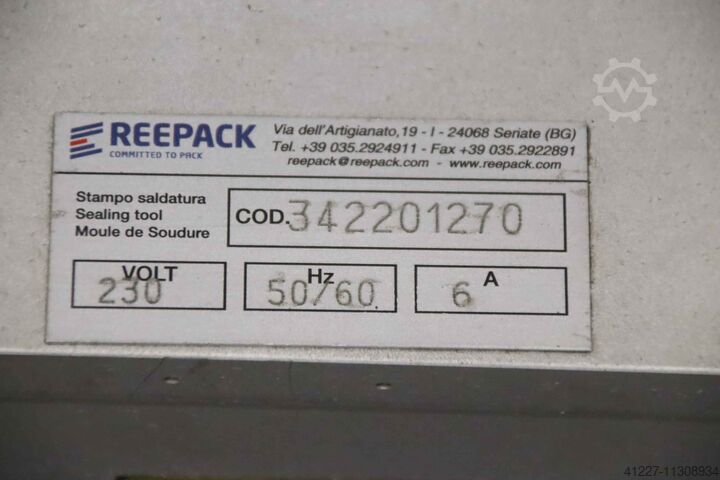 REEPACK
COMMITTED TO PACK
Via dell'Artigianato,19 - I - 24068 Seriate (BG)
Tel. +39 035.2924911 - Fax +39 035.2922891
reepack@reepack.com - www.reepack.com
Stampo saldatura
Sealing tool
Moule de Soudure
COD. 342201270
VOLT
230
Hz
50/60
A
6
41227-11308934